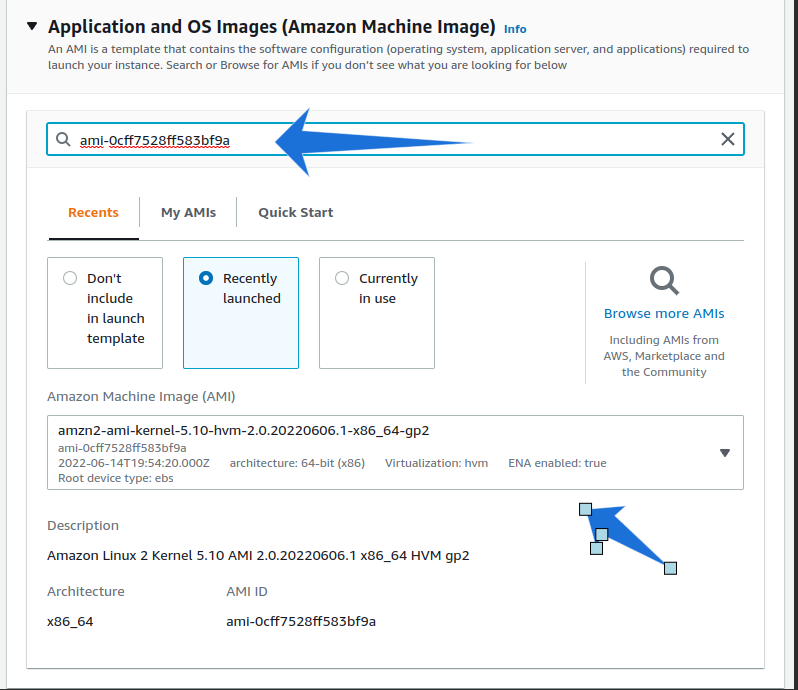 Application and OS Images (Amazon Machine Image) Info
An AMI is a template that contains the software configuration (operating system, application server, and applications) required to
launch your instance. Search or Browse for AMIs if you don't see what you are looking for below
ami-0cff7528ff583bf9a
Recents
My AMIs
Quick Start
Don't
include
in launch
template
Recently
launched
Currently
in use
Browse more AMIs
Including AMIs from
AWS, Marketplace and
the Community
Amazon Machine Image (AMI)
amzn2-ami-kernel-5.10-hvm-2.0.20220606.1-x86_64-gp2
ami-0cff7528ff583bf9a
2022-06-14T19:54:20.000Z architecture: 64-bit (x86) Virtualization: hvm ENA enabled: true
Root device type: ebs
Description
Amazon Linux 2 Kernel 5.10 AMI 2.0.20220606.1 x86_64 HVM gp2
Architecture AMI ID
x86_64 ami-0cff7528ff583bf9a